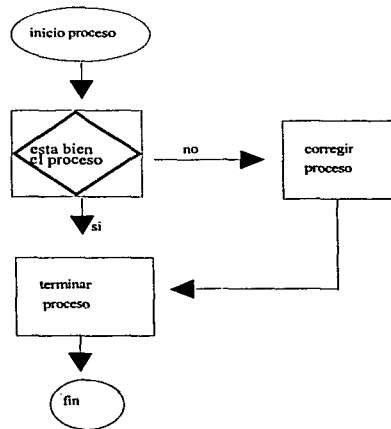 inicio proceso
esta bien
el proceso
no
corregir
proceso
si
terminar
proceso
fin